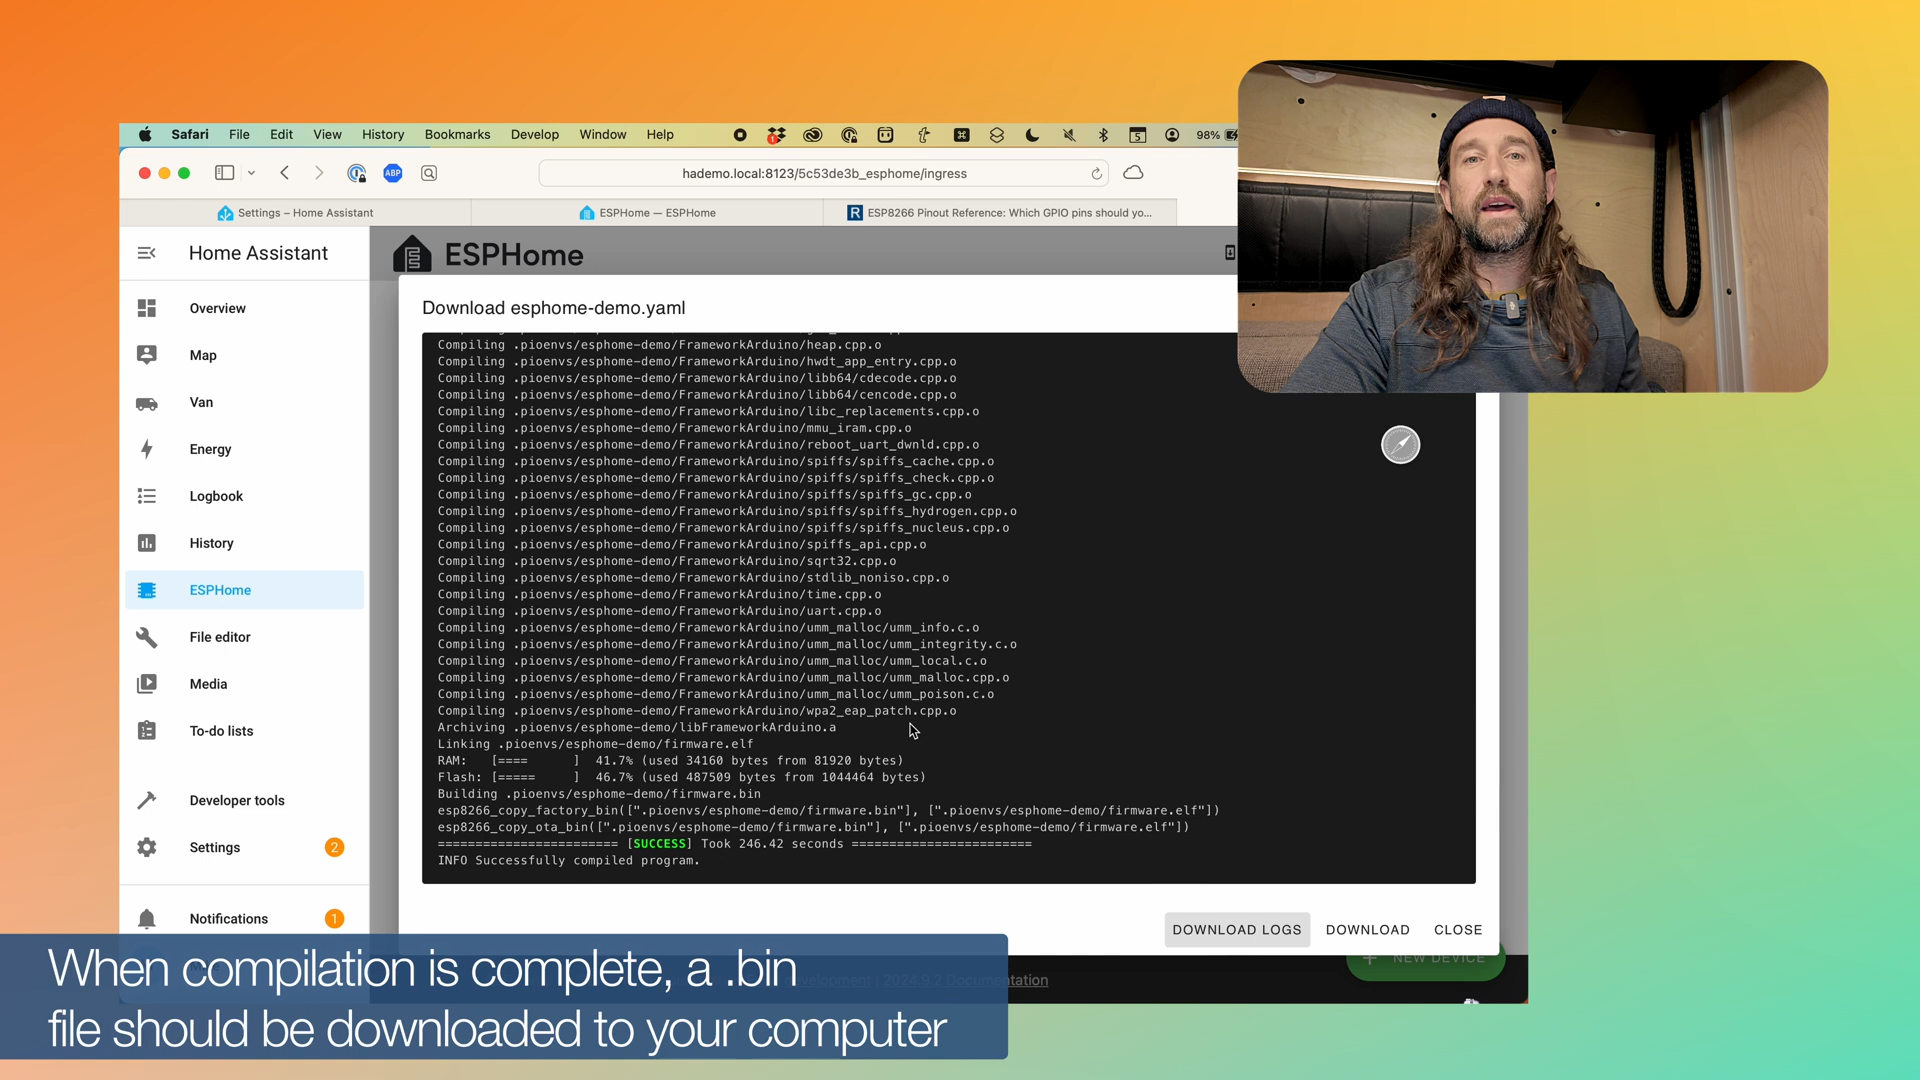 Safari File Edit View History Bookmarks Develop Window Help 5 98%
ABP hademo.local:8123/5c53de3b_esphome/ingress
Settings – Home Assistant ESPHome — ESPHome R ESP8266 Pinout Reference: Which GPIO pins should yo...
Home Assistant
Overview
Map
Van
Energy
Logbook
History
ESPHome
File editor
Media
To-do lists
Developer tools
Settings 2
Notifications 1
ESPHome
Download esphome-demo.yaml
Compiling .pioenvs/esphome-demo/FrameworkArduino/heap.cpp.o
Compiling .pioenvs/esphome-demo/FrameworkArduino/hwdt_app_entry.cpp.o
Compiling .pioenvs/esphome-demo/FrameworkArduino/libb64/cdecode.cpp.o
Compiling .pioenvs/esphome-demo/FrameworkArduino/libb64/cencode.cpp.o
Compiling .pioenvs/esphome-demo/FrameworkArduino/libc_replacements.cpp.o
Compiling .pioenvs/esphome-demo/FrameworkArduino/mmu_iram.cpp.o
Compiling .pioenvs/esphome-demo/FrameworkArduino/reboot_uart_dwnld.cpp.o
Compiling .pioenvs/esphome-demo/FrameworkArduino/spiffs/spiffs_cache.cpp.o
Compiling .pioenvs/esphome-demo/FrameworkArduino/spiffs/spiffs_check.cpp.o
Compiling .pioenvs/esphome-demo/FrameworkArduino/spiffs/spiffs_gc.cpp.o
Compiling .pioenvs/esphome-demo/FrameworkArduino/spiffs/spiffs_hydrogen.cpp.o
Compiling .pioenvs/esphome-demo/FrameworkArduino/spiffs/spiffs_nucleus.cpp.o
Compiling .pioenvs/esphome-demo/FrameworkArduino/spiffs_api.cpp.o
Compiling .pioenvs/esphome-demo/FrameworkArduino/sqrt32.cpp.o
Compiling .pioenvs/esphome-demo/FrameworkArduino/stdlib_noniso.cpp.o
Compiling .pioenvs/esphome-demo/FrameworkArduino/time.cpp.o
Compiling .pioenvs/esphome-demo/FrameworkArduino/uart.cpp.o
Compiling .pioenvs/esphome-demo/FrameworkArduino/umm_malloc/umm_info.c.o
Compiling .pioenvs/esphome-demo/FrameworkArduino/umm_malloc/umm_integrity.c.o
Compiling .pioenvs/esphome-demo/FrameworkArduino/umm_malloc/umm_local.c.o
Compiling .pioenvs/esphome-demo/FrameworkArduino/umm_malloc/umm_malloc.cpp.o
Compiling .pioenvs/esphome-demo/FrameworkArduino/umm_malloc/umm_poison.c.o
Compiling .pioenvs/esphome-demo/FrameworkArduino/wpa2_eap_patch.cpp.o
Archiving .pioenvs/esphome-demo/libFrameworkArduino.a
Linking .pioenvs/esphome-demo/firmware.elf
RAM: [==== ] 41.7% (used 34160 bytes from 81920 bytes)
Flash: [===== ] 46.7% (used 487509 bytes from 1044464 bytes)
Building .pioenvs/esphome-demo/firmware.bin
esp8266_copy_factory_bin([".pioenvs/esphome-demo/firmware.bin"], [".pioenvs/esphome-demo/firmware.elf"])
esp8266_copy_ota_bin([".pioenvs/esphome-demo/firmware.bin"], [".pioenvs/esphome-demo/firmware.elf"])
======================== [SUCCESS] Took 246.42 seconds ========================
INFO Successfully compiled program.
DOWNLOAD LOGS DOWNLOAD CLOSE
+ NEW DEVICE
2024.9.2 Documentation
When compilation is complete, a .bin
file should be downloaded to your computer